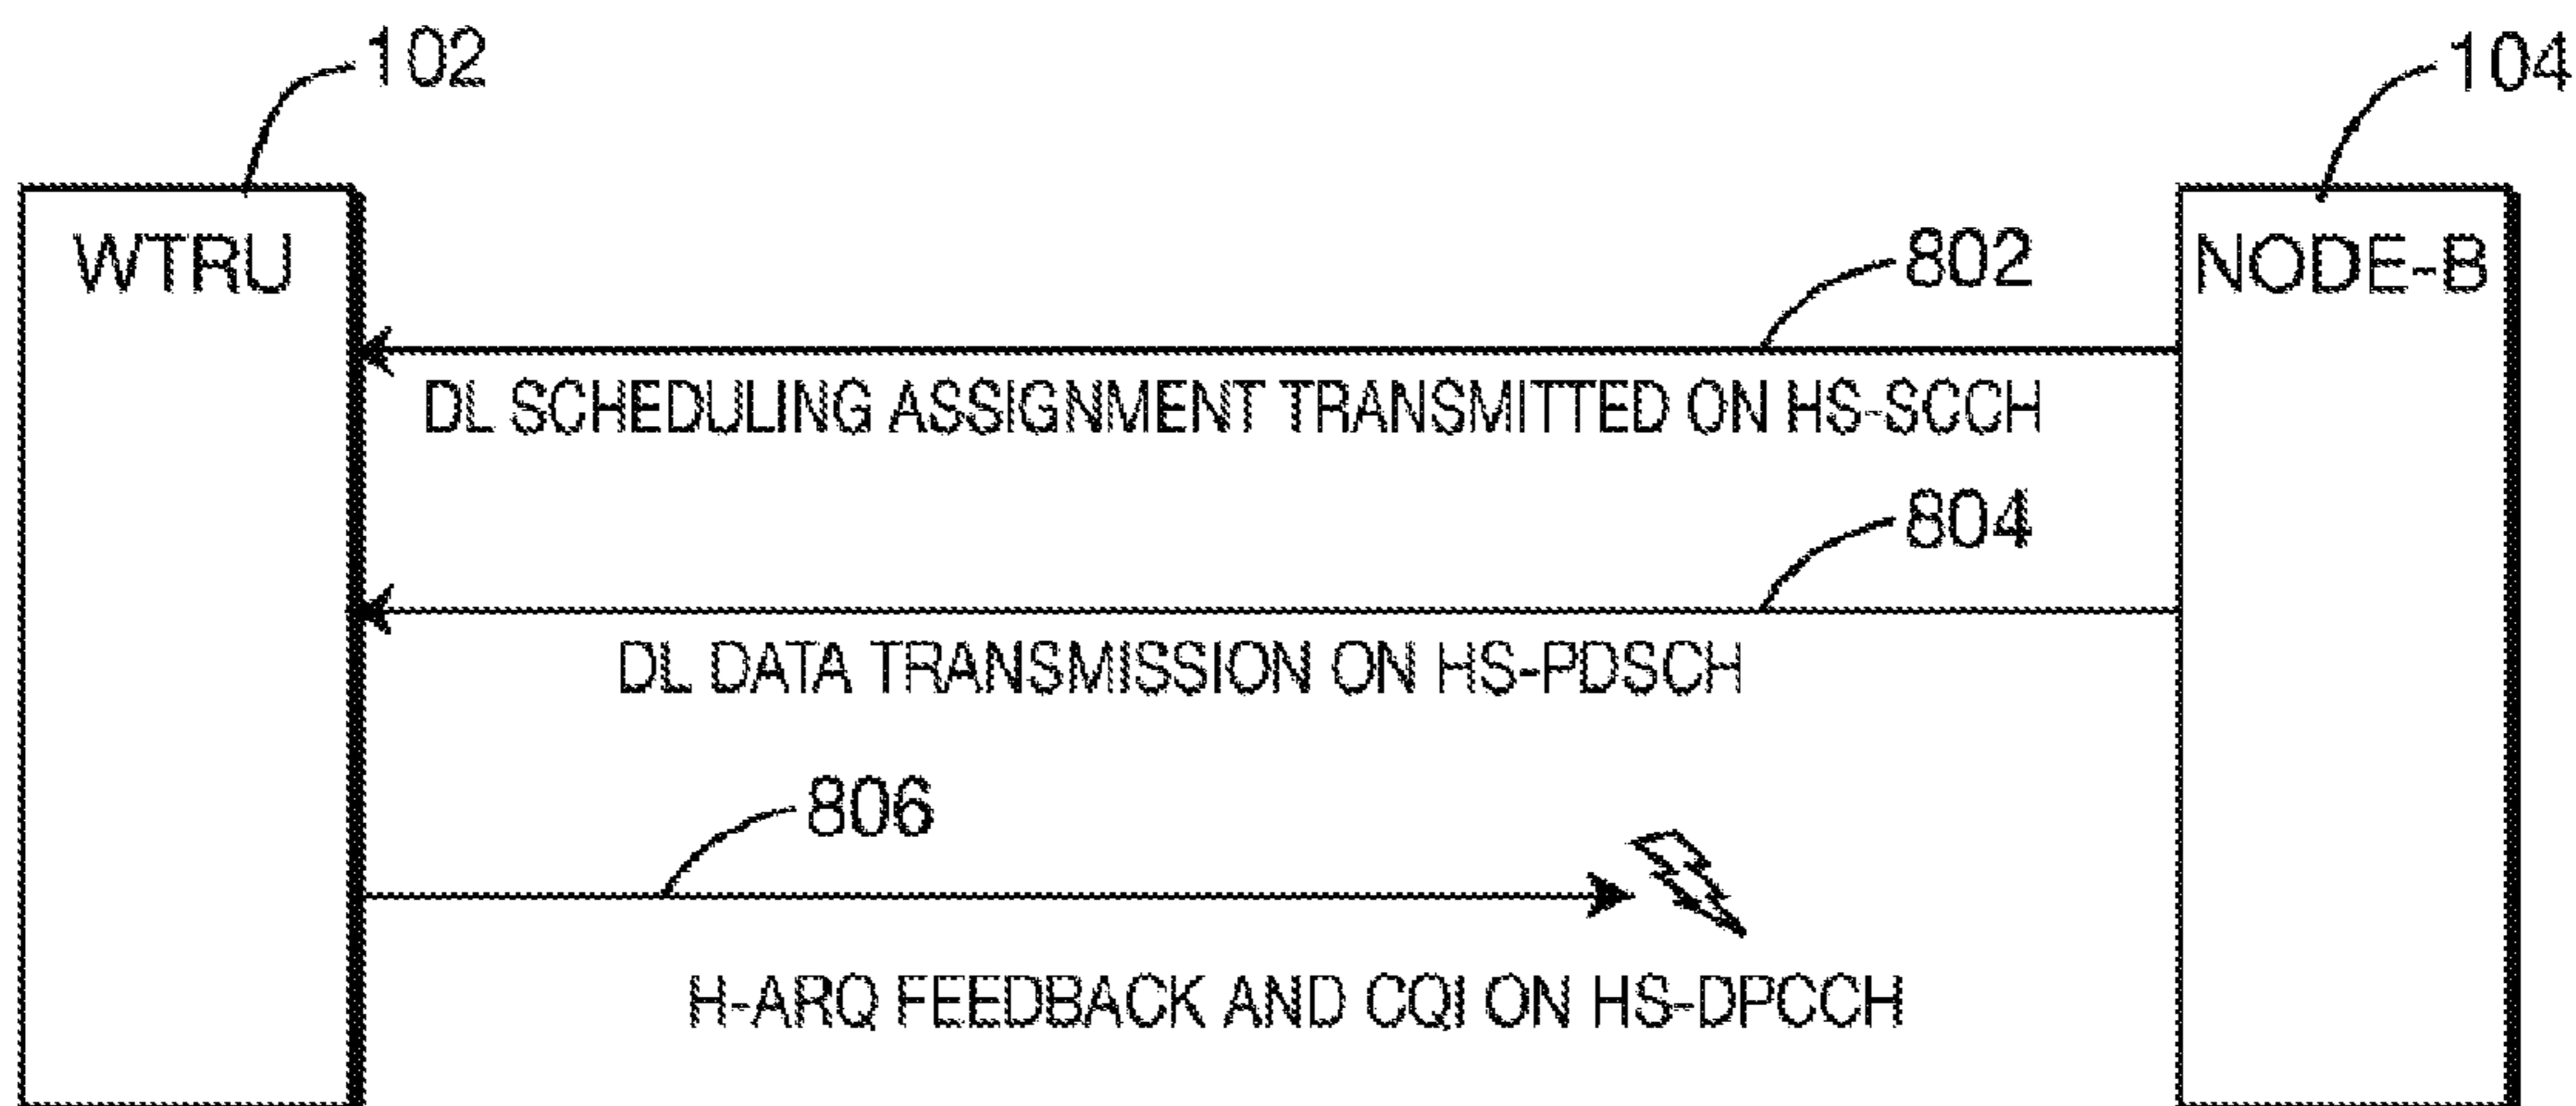 102
104
WTRU
NODE-B
802
DL SCHEDULING ASSIGNMENT TRANSMITTED ON HS-SCCH
804
DL DATA TRANSMISSION ON HS-PDSCH
806
H-ARQ FEEDBACK AND CQI ON HS-DPCCH